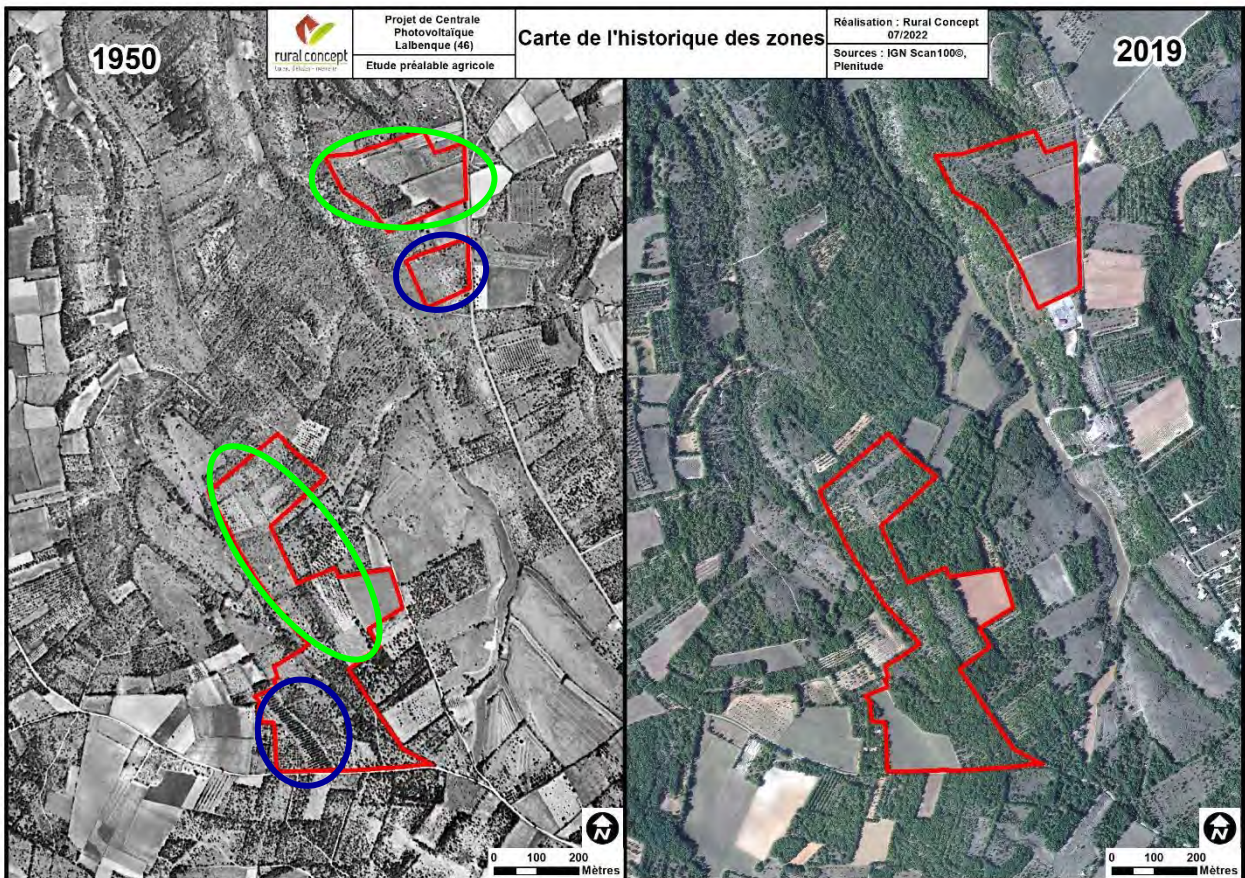 1950
rural concept
Projet de Centrale
Photovoltaïque
Lalbenque (46)
Etude préalable agricole
Carte de l'historique des zones
Réalisation : Rural Concept
07/2022
Sources : IGN Scan100©,
Plenitude
2019
N
0 100 200
Mètres
N
0 100 200
Mètres